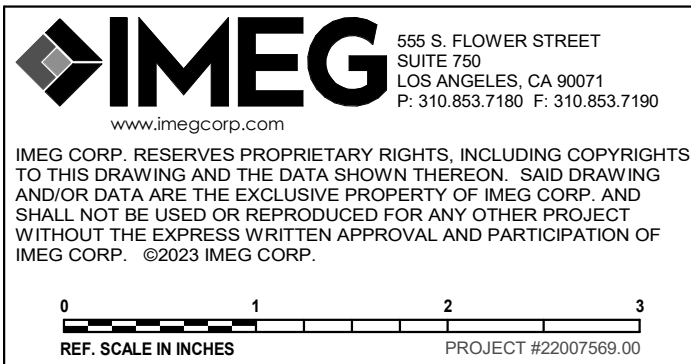 IMEG
555 S. FLOWER STREET
SUITE 750
LOS ANGELES, CA 90071
P: 310.853.7180  F: 310.853.7190
www.imegcorp.com
IMEG CORP. RESERVES PROPRIETARY RIGHTS, INCLUDING COPYRIGHTS
TO THIS DRAWING AND THE DATA SHOWN THEREON.  SAID DRAWING
AND/OR DATA ARE THE EXCLUSIVE PROPERTY OF IMEG CORP. AND
SHALL NOT BE USED OR REPRODUCED FOR ANY OTHER PROJECT
WITHOUT THE EXPRESS WRITTEN APPROVAL AND PARTICIPATION OF
IMEG CORP.   ©2023 IMEG CORP.
0 1 2 3
REF. SCALE IN INCHES PROJECT #22007569.00